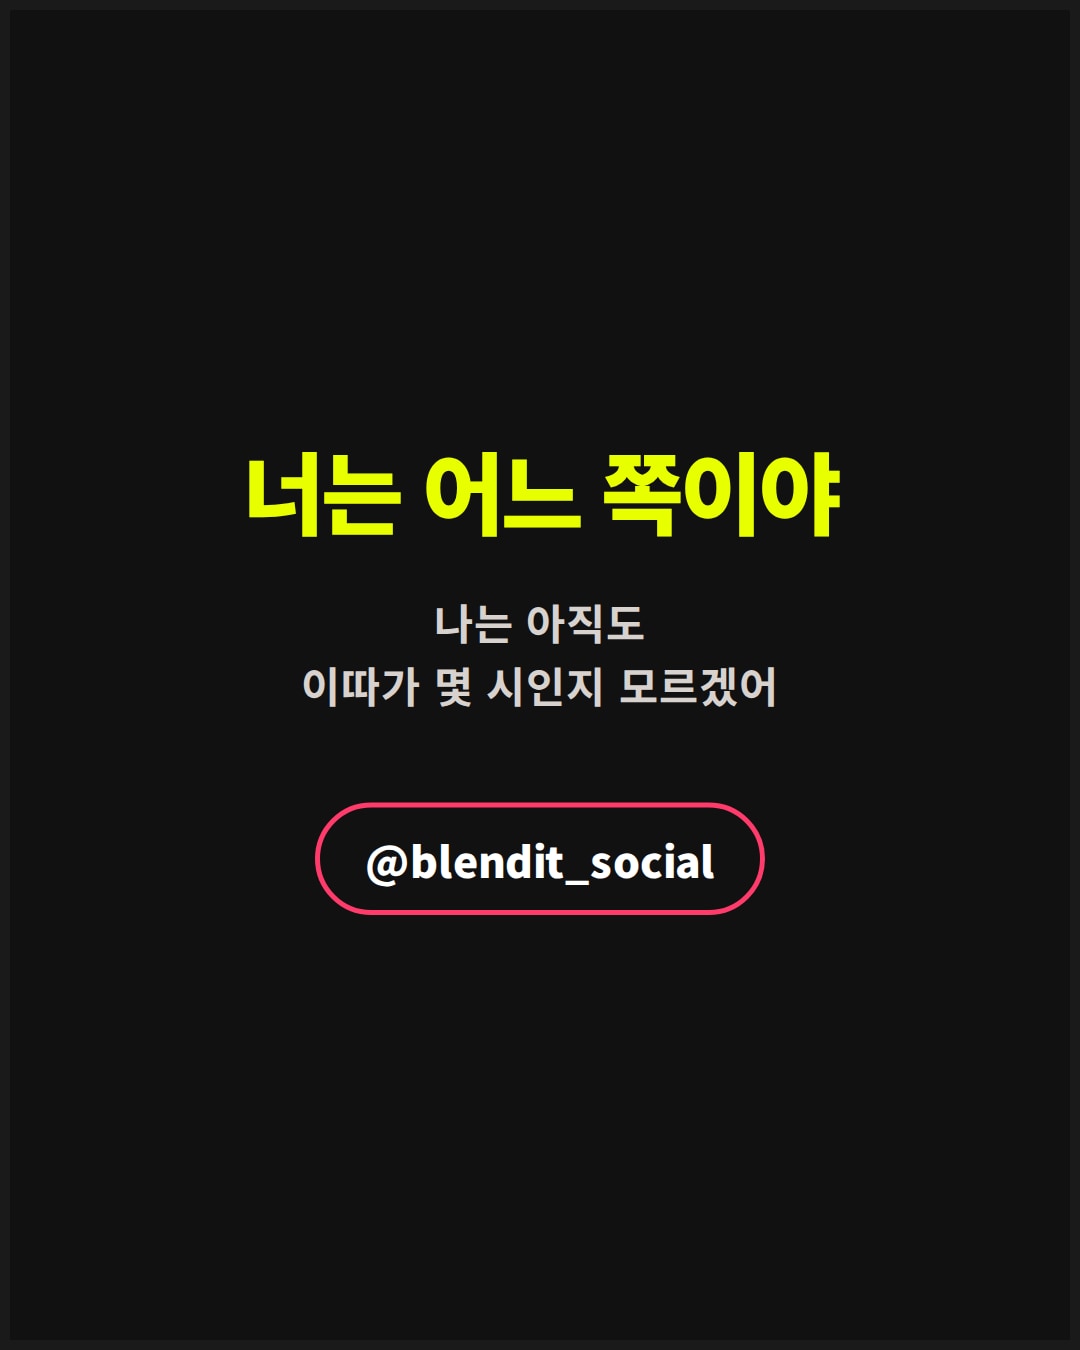 너는 어느 쪽이야
나는 아직도
이따가 몇 시인지 모르겠어
@blendit_social